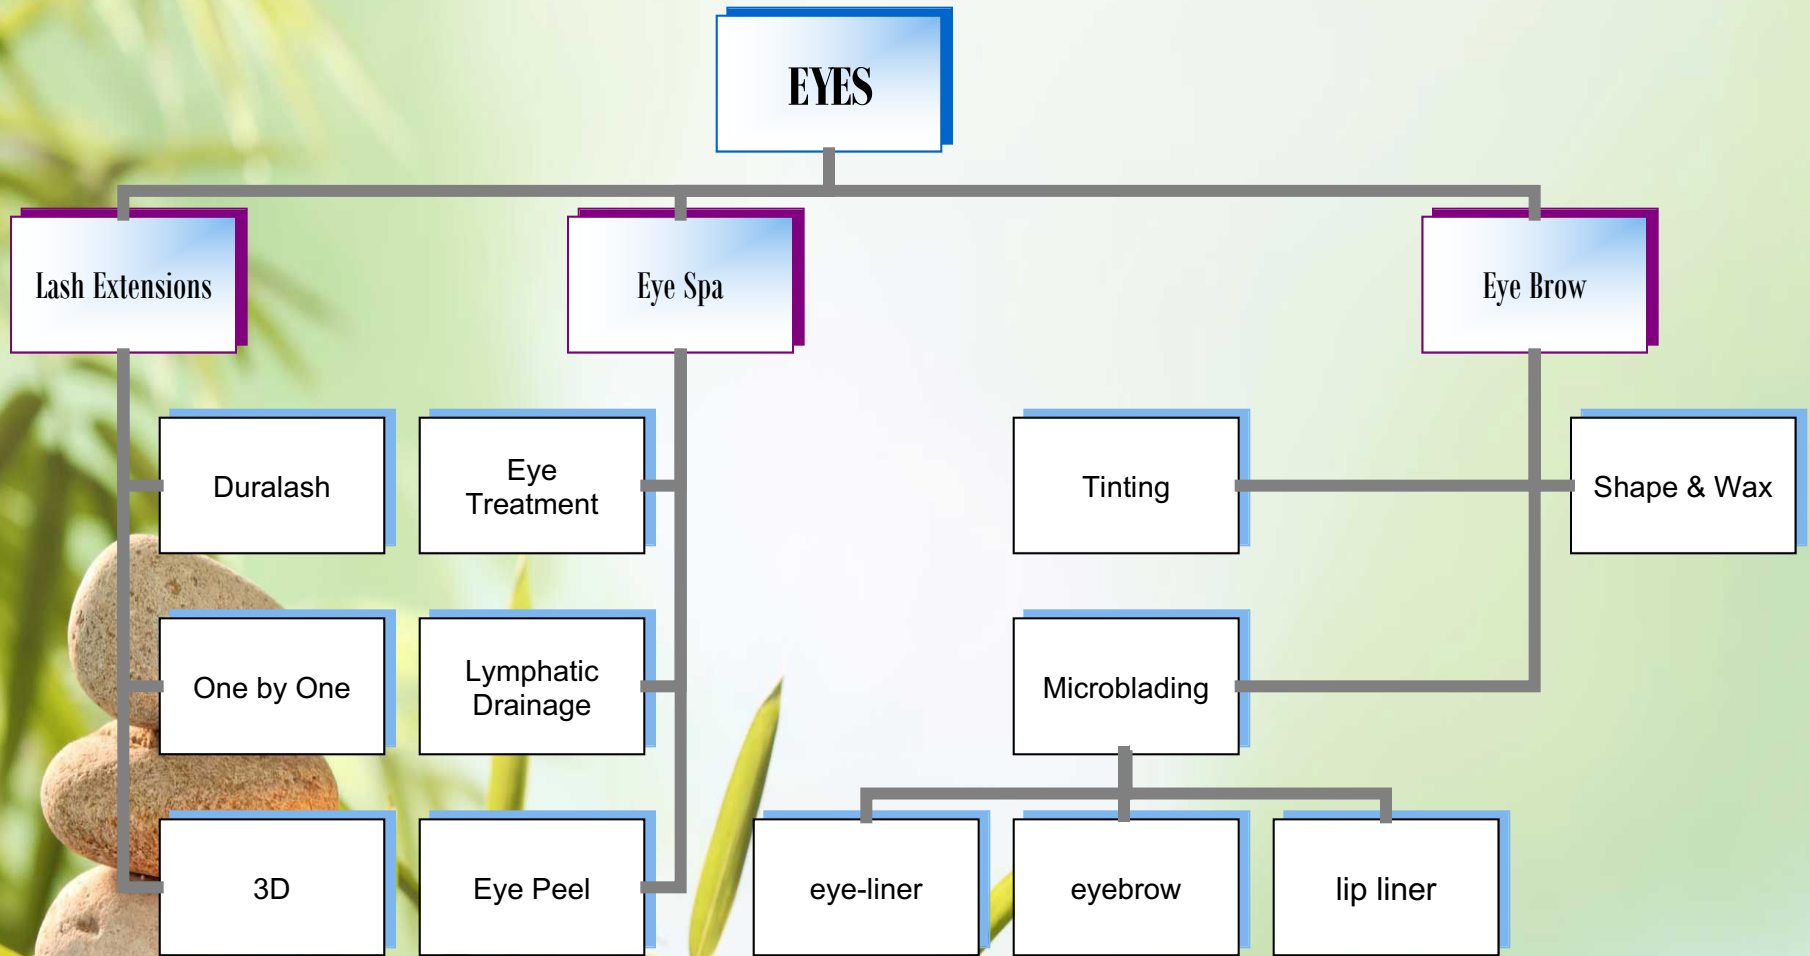 EYES
Lash Extensions
Eye Spa
Eye Brow
Duralash
Eye
Treatment
Tinting
Shape & Wax
One by One
Lymphatic
Drainage
Microblading
3D
Eye Peel
eye-liner
eyebrow
lip liner